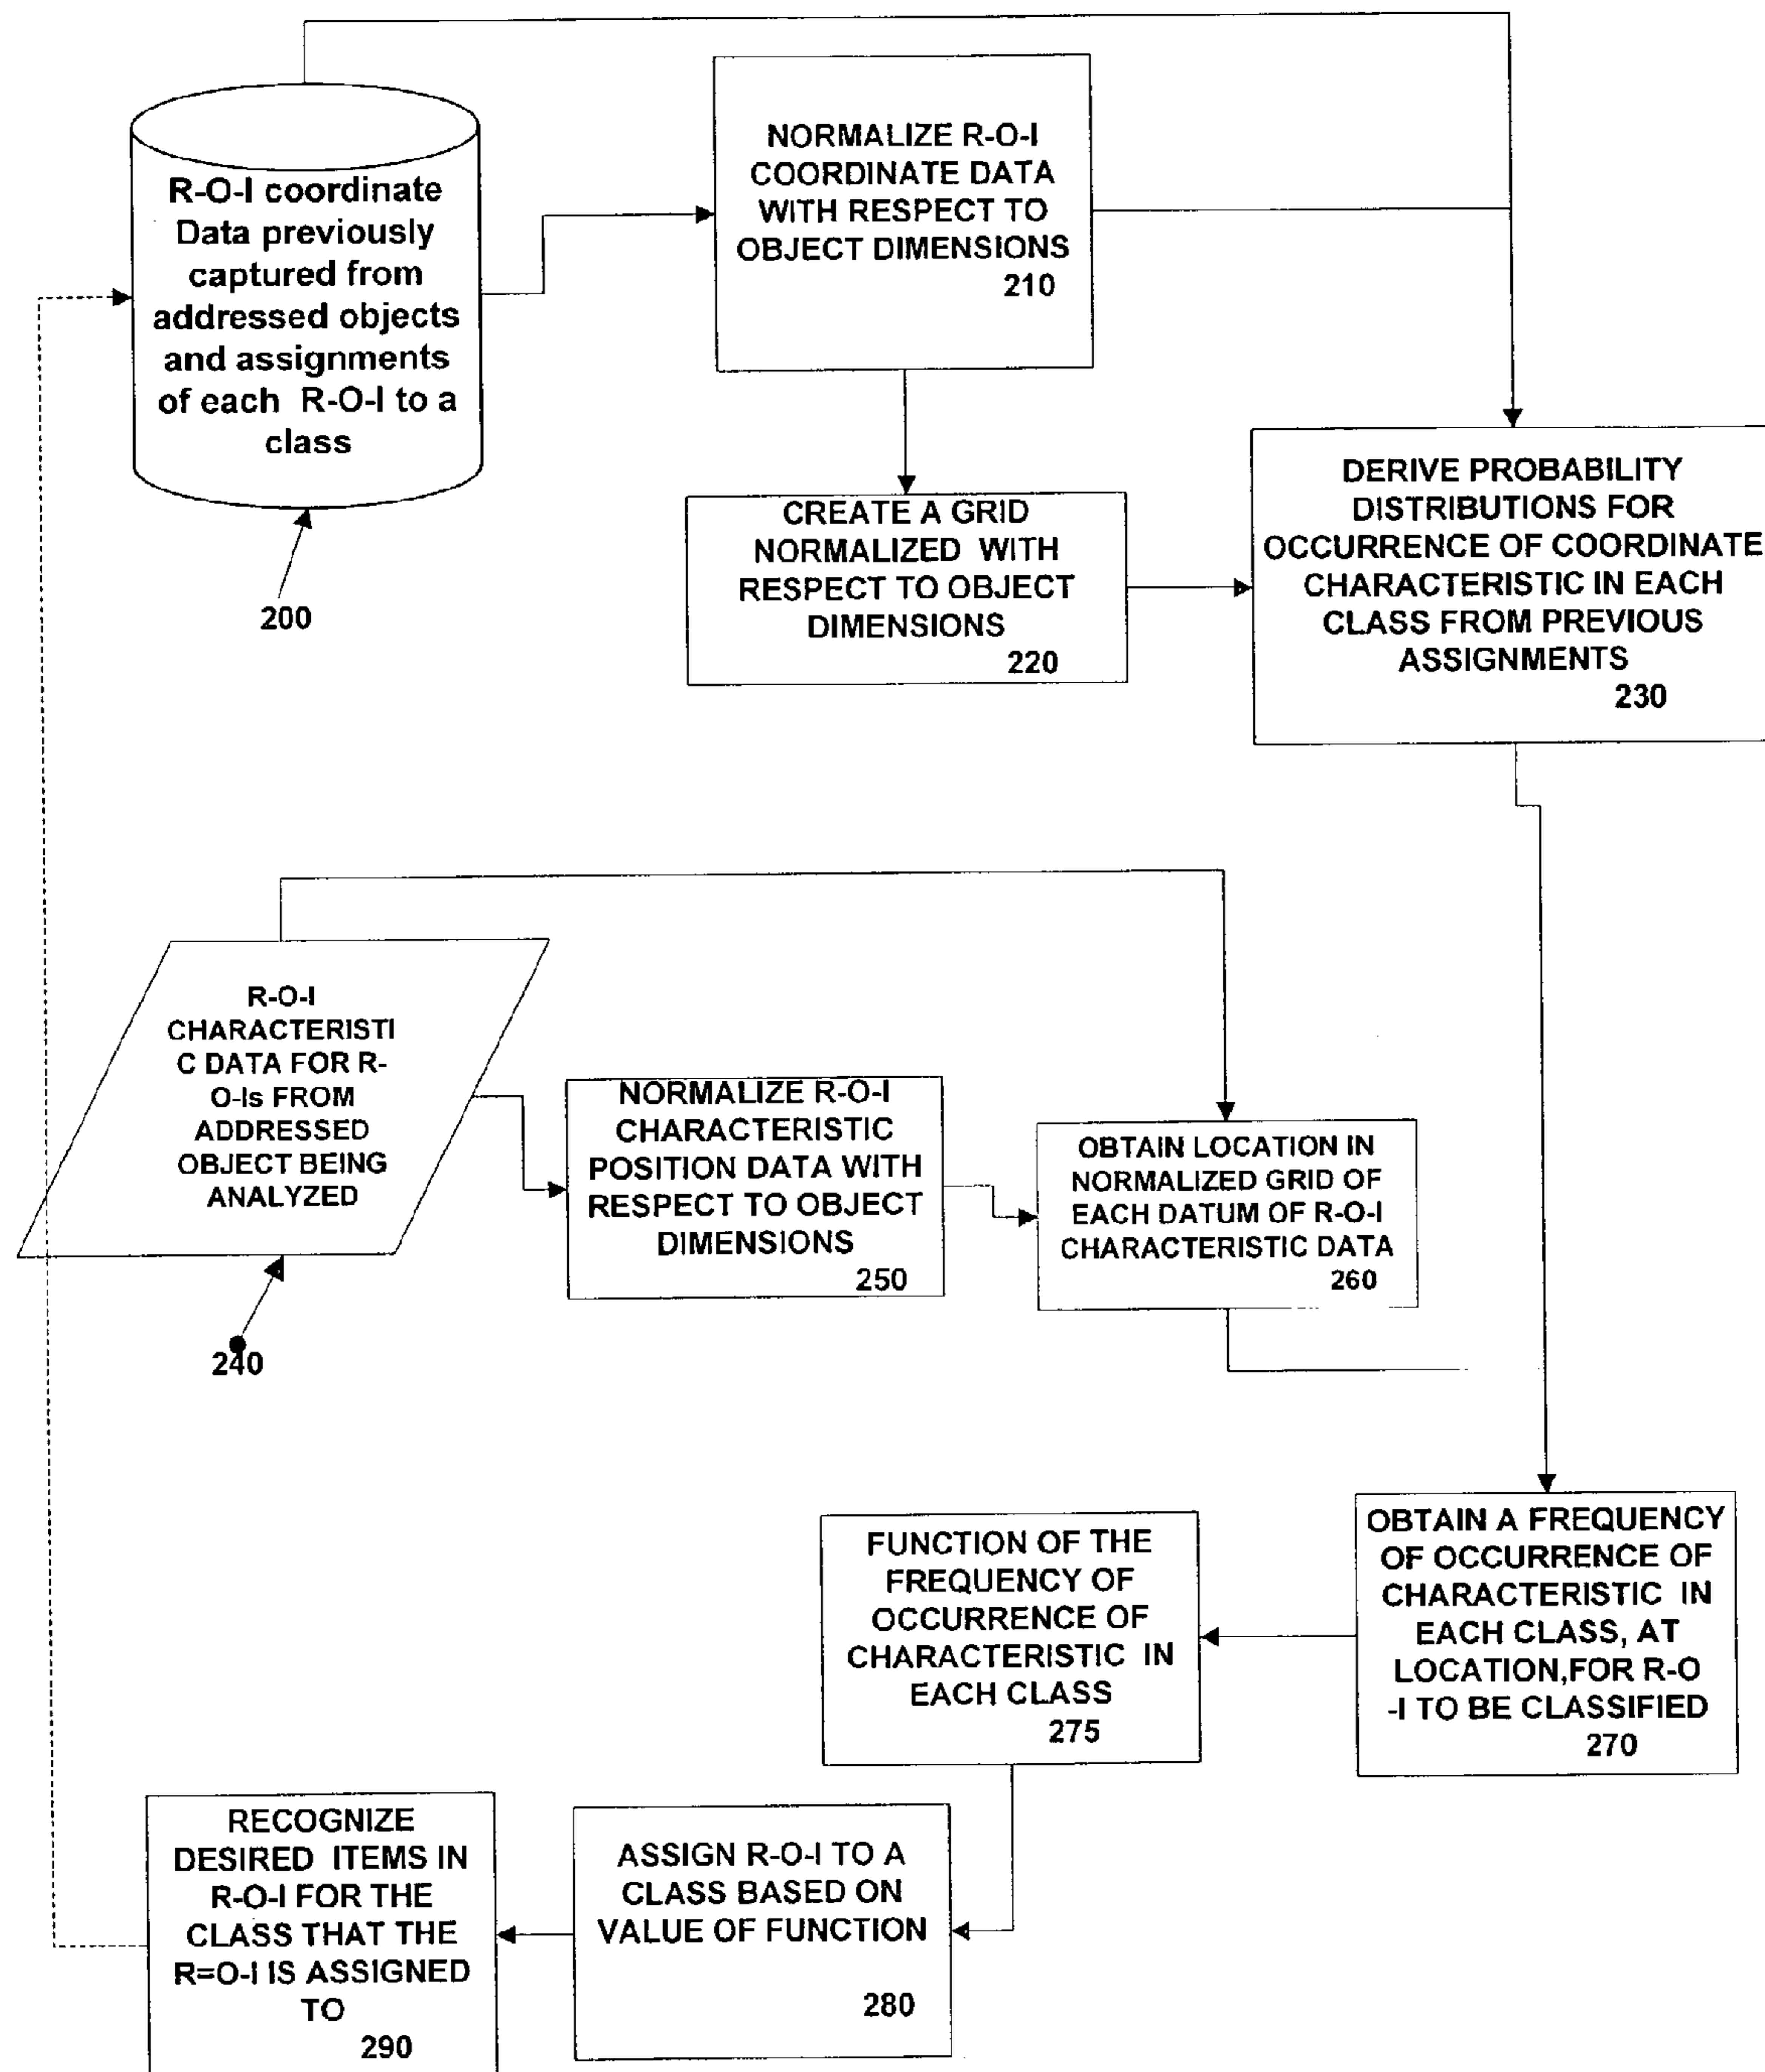 R-O-I coordinate
Data previously
captured from
addressed objects
and assignments
of each R-O-I to a
class
200
NORMALIZE R-O-I
COORDINATE DATA
WITH RESPECT TO
OBJECT DIMENSIONS
210
CREATE A GRID
NORMALIZED WITH
RESPECT TO OBJECT
DIMENSIONS
220
DERIVE PROBABILITY
DISTRIBUTIONS FOR
OCCURRENCE OF COORDINATE
CHARACTERISTIC IN EACH
CLASS FROM PREVIOUS
ASSIGNMENTS
230
R-O-I
CHARACTERISTI
C DATA FOR R-
O-Is FROM
ADDRESSED
OBJECT BEING
ANALYZED
240
NORMALIZE R-O-I
CHARACTERISTIC
POSITION DATA WITH
RESPECT TO OBJECT
DIMENSIONS
250
OBTAIN LOCATION IN
NORMALIZED GRID OF
EACH DATUM OF R-O-I
CHARACTERISTIC DATA
260
OBTAIN A FREQUENCY
OF OCCURRENCE OF
CHARACTERISTIC IN
EACH CLASS, AT
LOCATION,FOR R-O
-I TO BE CLASSIFIED
270
FUNCTION OF THE
FREQUENCY OF
OCCURRENCE OF
CHARACTERISTIC IN
EACH CLASS
275
ASSIGN R-O-I TO A
CLASS BASED ON
VALUE OF FUNCTION
280
RECOGNIZE
DESIRED ITEMS IN
R-O-I FOR THE
CLASS THAT THE
R=O-I IS ASSIGNED
TO
290